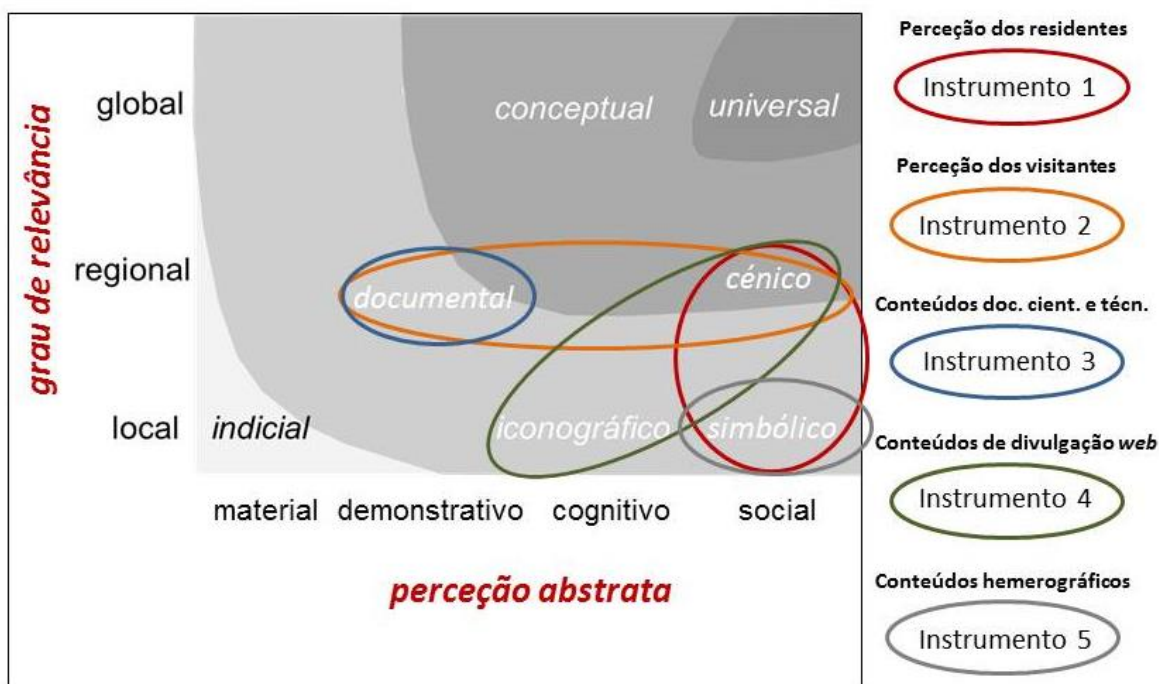 grau de relevância
global
conceptual
universal
regional
documental
cénico
local
indicial
iconográfico
simbólico
material demonstrativo cognitivo social
perceção abstrata
Perceção dos residentes
Instrumento 1
Perceção dos visitantes
Instrumento 2
Conteúdos doc. cient. e técn.
Instrumento 3
Conteúdos de divulgação web
Instrumento 4
Conteúdos hemerográficos
Instrumento 5